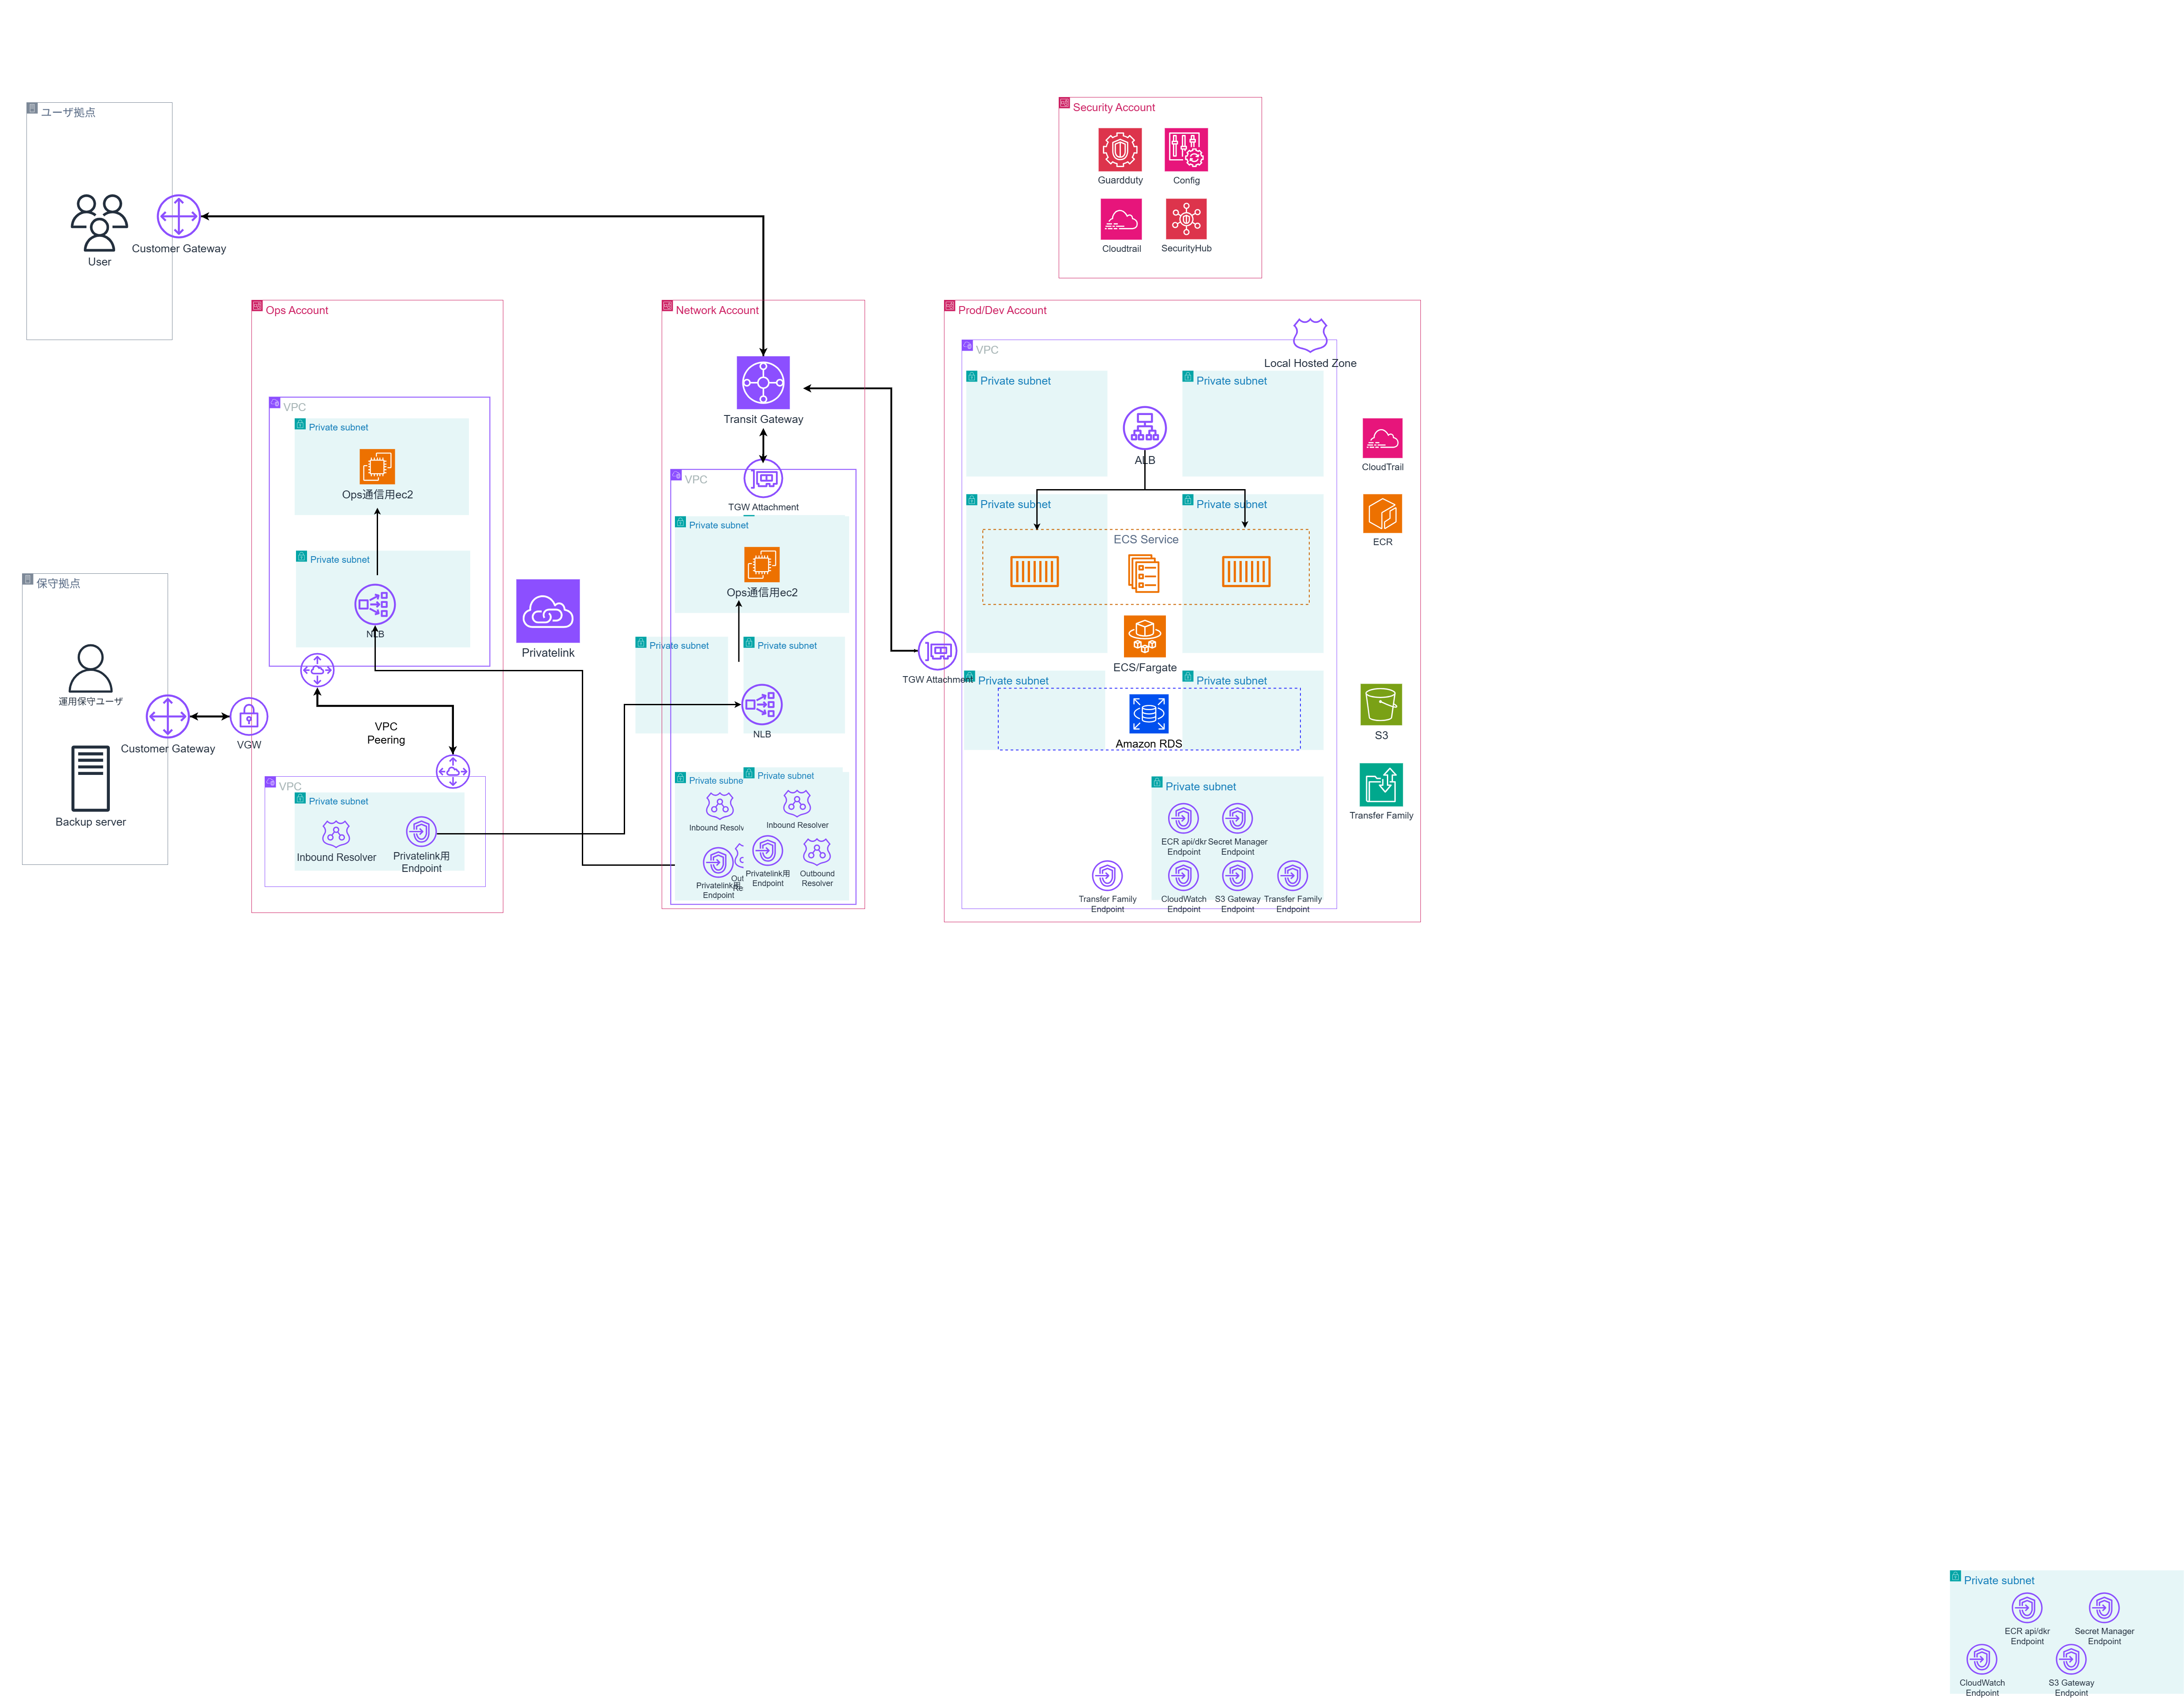 ユーザ拠点
User
Customer Gateway
Security Account
Guardduty
Config
Cloudtrail
SecurityHub
Ops Account
VPC
Private subnet
Ops通信用ec2
Private subnet
NLB
Privatelink
VPC
Peering
VPC
Private subnet
Inbound Resolver
Privatelink用
Endpoint
保守拠点
運用保守ユーザ
Backup server
Customer Gateway
VGW
Network Account
Transit Gateway
VPC
TGW Attachment
Private subnet
Ops通信用ec2
Private subnet
Private subnet
NLB
Private subne
Private subnet
Inbound Resolv
Inbound Resolver
Privatelink用
Endpoint
Out
Re
Privatelink用
Endpoint
Outbound
Resolver
Prod/Dev Account
Local Hosted Zone
VPC
Private subnet
Private subnet
ALB
Private subnet
Private subnet
ECS Service
ECS/Fargate
TGW Attachment
Private subnet
Private subnet
Amazon RDS
Private subnet
ECR api/dkr
Endpoint
Secret Manager
Endpoint
Transfer Family
Endpoint
CloudWatch
Endpoint
S3 Gateway
Endpoint
Transfer Family
Endpoint
CloudTrail
ECR
S3
Transfer Family
Private subnet
ECR api/dkr
Endpoint
Secret Manager
Endpoint
CloudWatch
Endpoint
S3 Gateway
Endpoint